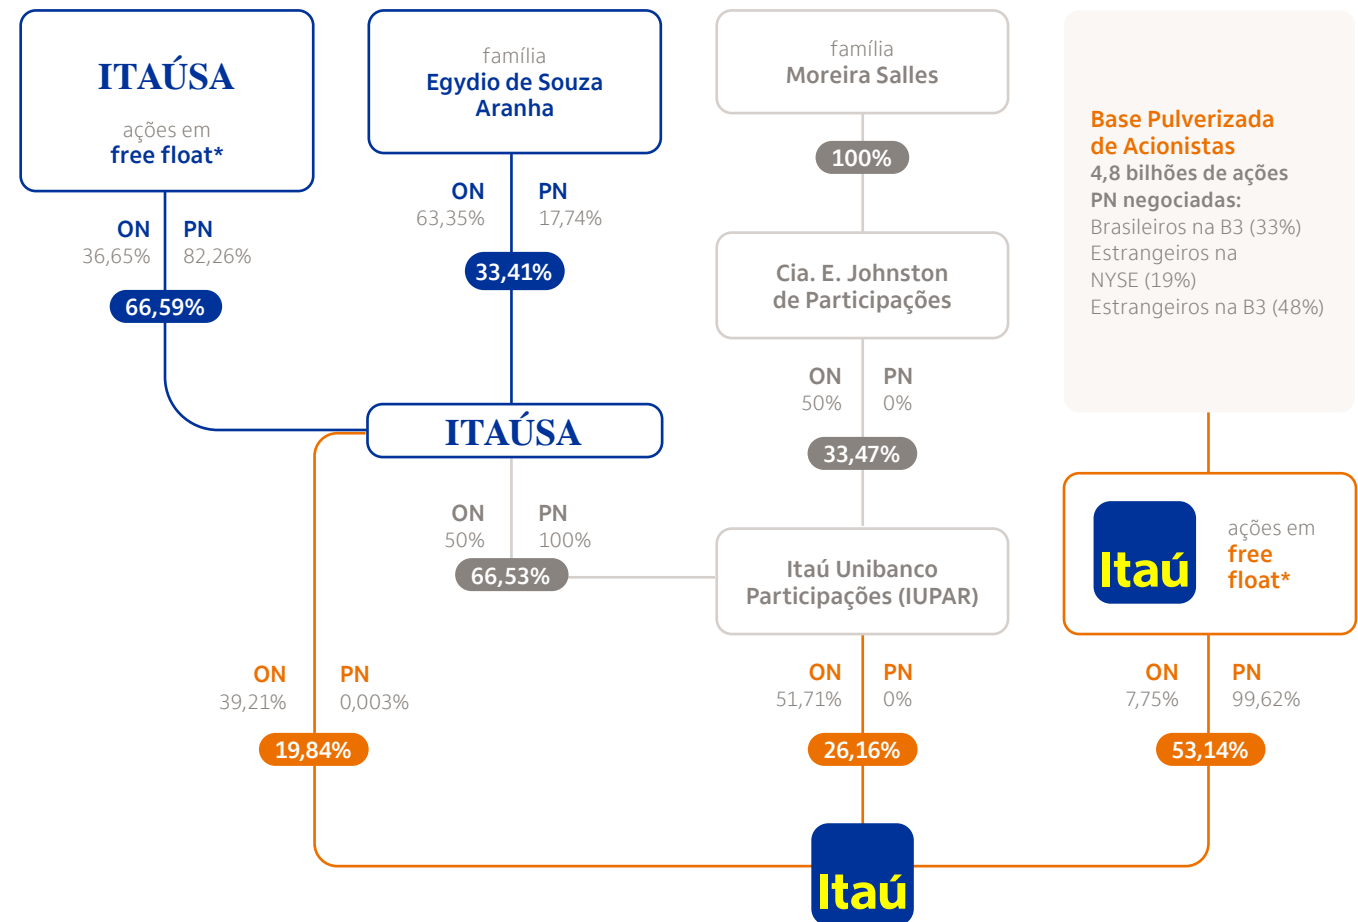 ITAÚSA
ações em
free float*
ON PN
36,65% 82,26%
66,59%
família
Egydio de Souza
Aranha
ON PN
63,35% 17,74%
33,41%
ITAÚSA
ON PN
50% 100%
66,53%
ON PN
39,21% 0,003%
19,84%
família
Moreira Salles
100%
Cia. E. Johnston
de Participações
ON PN
50% 0%
33,47%
Itaú Unibanco
Participações (IUPAR)
ON PN
51,71% 0%
26,16%
Base Pulverizada
de Acionistas
4,8 bilhões de ações
PN negociadas:
Brasileiros na B3 (33%)
Estrangeiros na
NYSE (19%)
Estrangeiros na B3 (48%)
Itaú
ações em
free
float*
ON PN
7,75% 99,62%
53,14%
Itaú